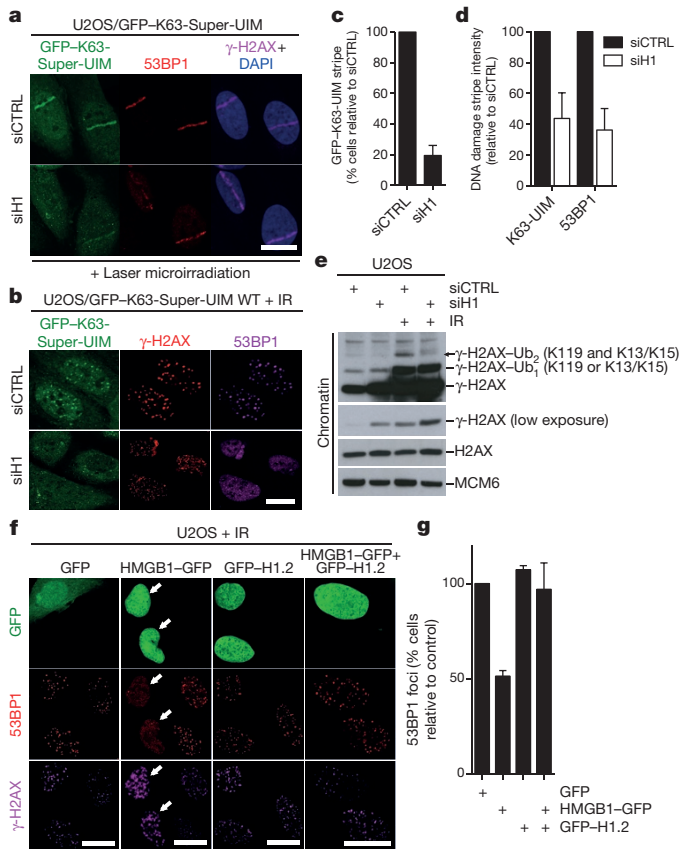 a
U2OS/GFP–K63-Super-UIM
GFP–K63-
Super-UIM
53BP1
γ-H2AX+
DAPI
siCTRL
siH1
+ Laser microirradiation
b
U2OS/GFP–K63-Super-UIM WT + IR
GFP–K63-
Super-UIM
γ-H2AX
53BP1
siCTRL
siH1
c
GFP–K63-UIM stripe
(% cells relative to siCTRL)
100
80
60
40
20
0
siCTRL
siH1
d
DNA damage stripe intensity
(relative to siCTRL)
100
80
60
40
20
0
K63-UIM
53BP1
siCTRL
siH1
e
U2OS
+ + siCTRL
+ + siH1
+ + IR
γ-H2AX–Ub2 (K119 and K13/K15)
γ-H2AX–Ub1 (K119 or K13/K15)
γ-H2AX
γ-H2AX (low exposure)
H2AX
MCM6
Chromatin
f
U2OS + IR
GFP
HMGB1–GFP
GFP–H1.2
HMGB1–GFP+
GFP–H1.2
GFP
53BP1
γ-H2AX
g
53BP1 foci (% cells
relative to control)
100
50
0
+ GFP
+ + HMGB1–GFP
+ + GFP–H1.2